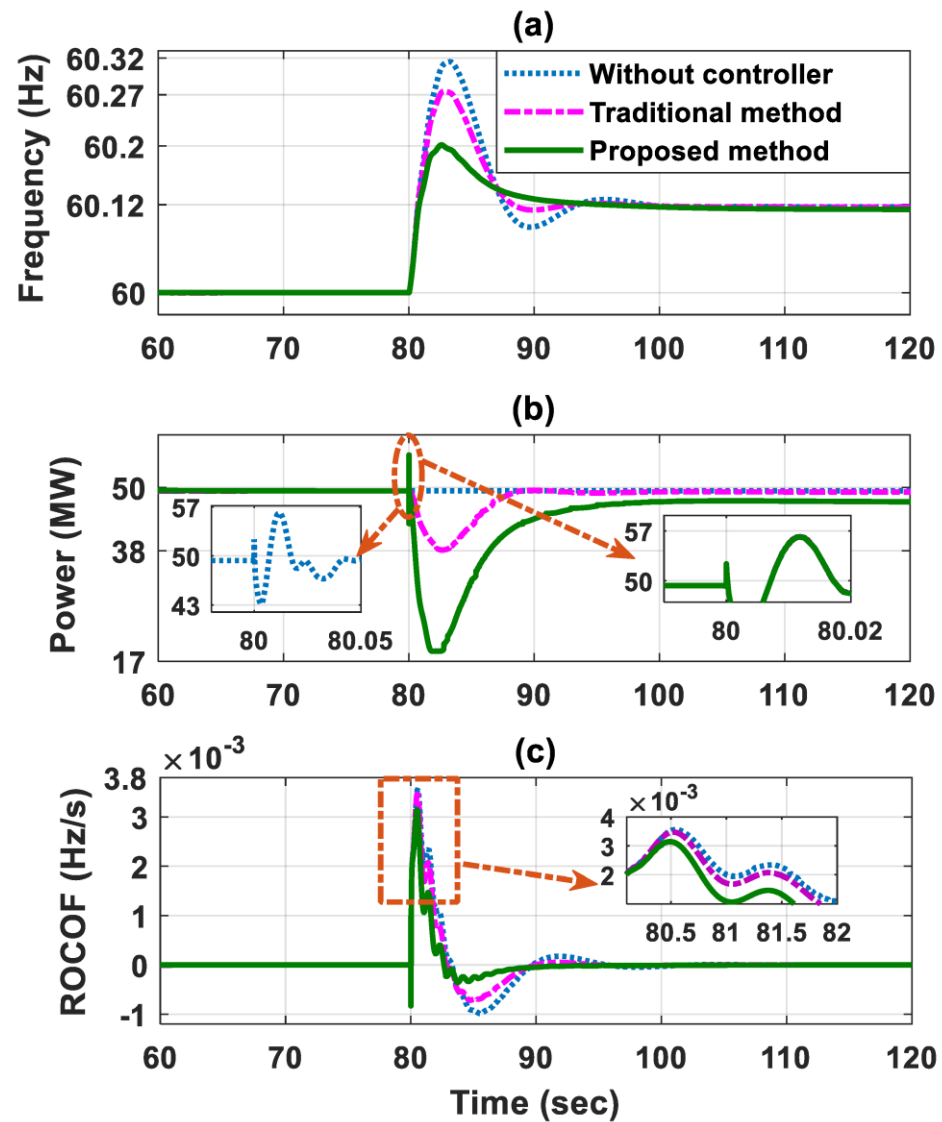 (a)
Frequency (Hz)
60.32
60.27
60.2
60.12
60
Without controller
Traditional method
Proposed method
60 70 80 90 100 110 120
(b)
Power (MW)
50
38
17
57
50
43
80 80.05
57
50
80 80.02
60 70 80 90 100 110 120
(c)
×10⁻³
ROCOF (Hz/s)
3.8
3
2
1
0
-1
×10⁻³
4
3
2
80.5 81 81.5 82
60 70 80 90 100 110 120
Time (sec)